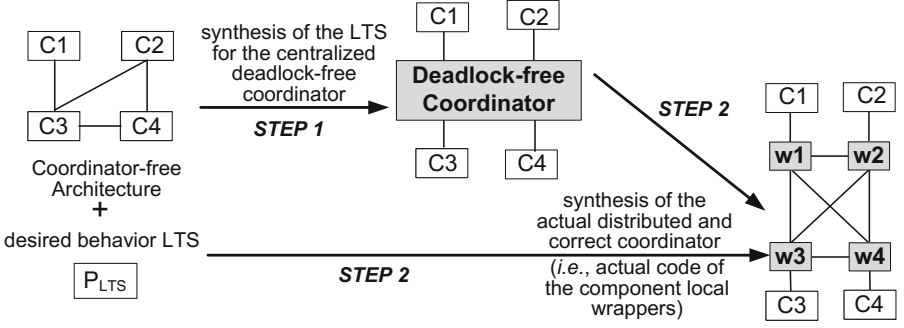 C1
C2
C3
C4
Coordinator-free
Architecture
+
desired behavior LTS
PLTS
synthesis of the LTS
for the centralized
deadlock-free
coordinator
STEP 1
C1
C2
Deadlock-free
Coordinator
C3
C4
STEP 2
STEP 2
synthesis of the
actual distributed and
correct coordinator
(i.e., actual code of
the component local
wrappers)
C1
C2
w1
w2
w3
w4
C3
C4